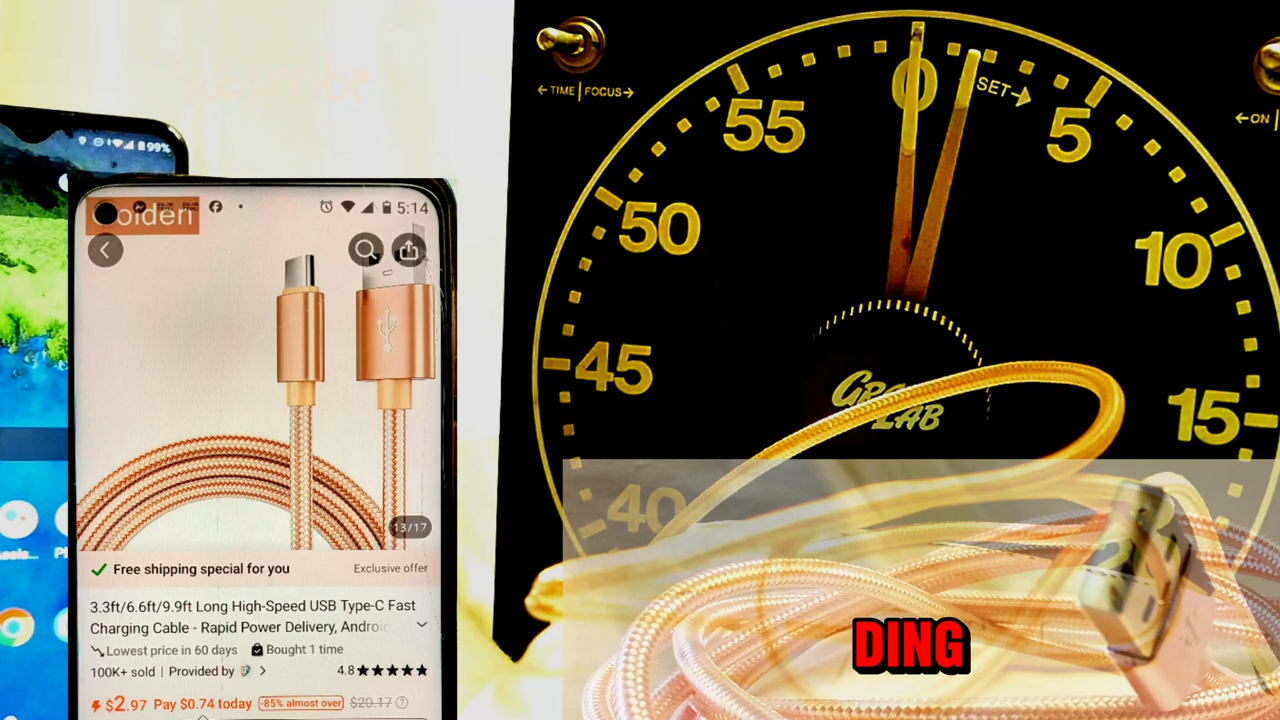 Subscribe
99%
Golden
5:14
13/17
Free shipping special for you
Exclusive offer
3.3ft/6.6ft/9.9ft Long High-Speed USB Type-C Fast
Charging Cable - Rapid Power Delivery, Androi
Lowest price in 60 days
Bought 1 time
100K+ sold | Provided by
4.8
$2.97 Pay $0.74 today
-85% almost over
$20.17
←TIME|FOCUS→
←ON
0
SET→
55
5
50
10
45
15
40
GRA LAB
DING